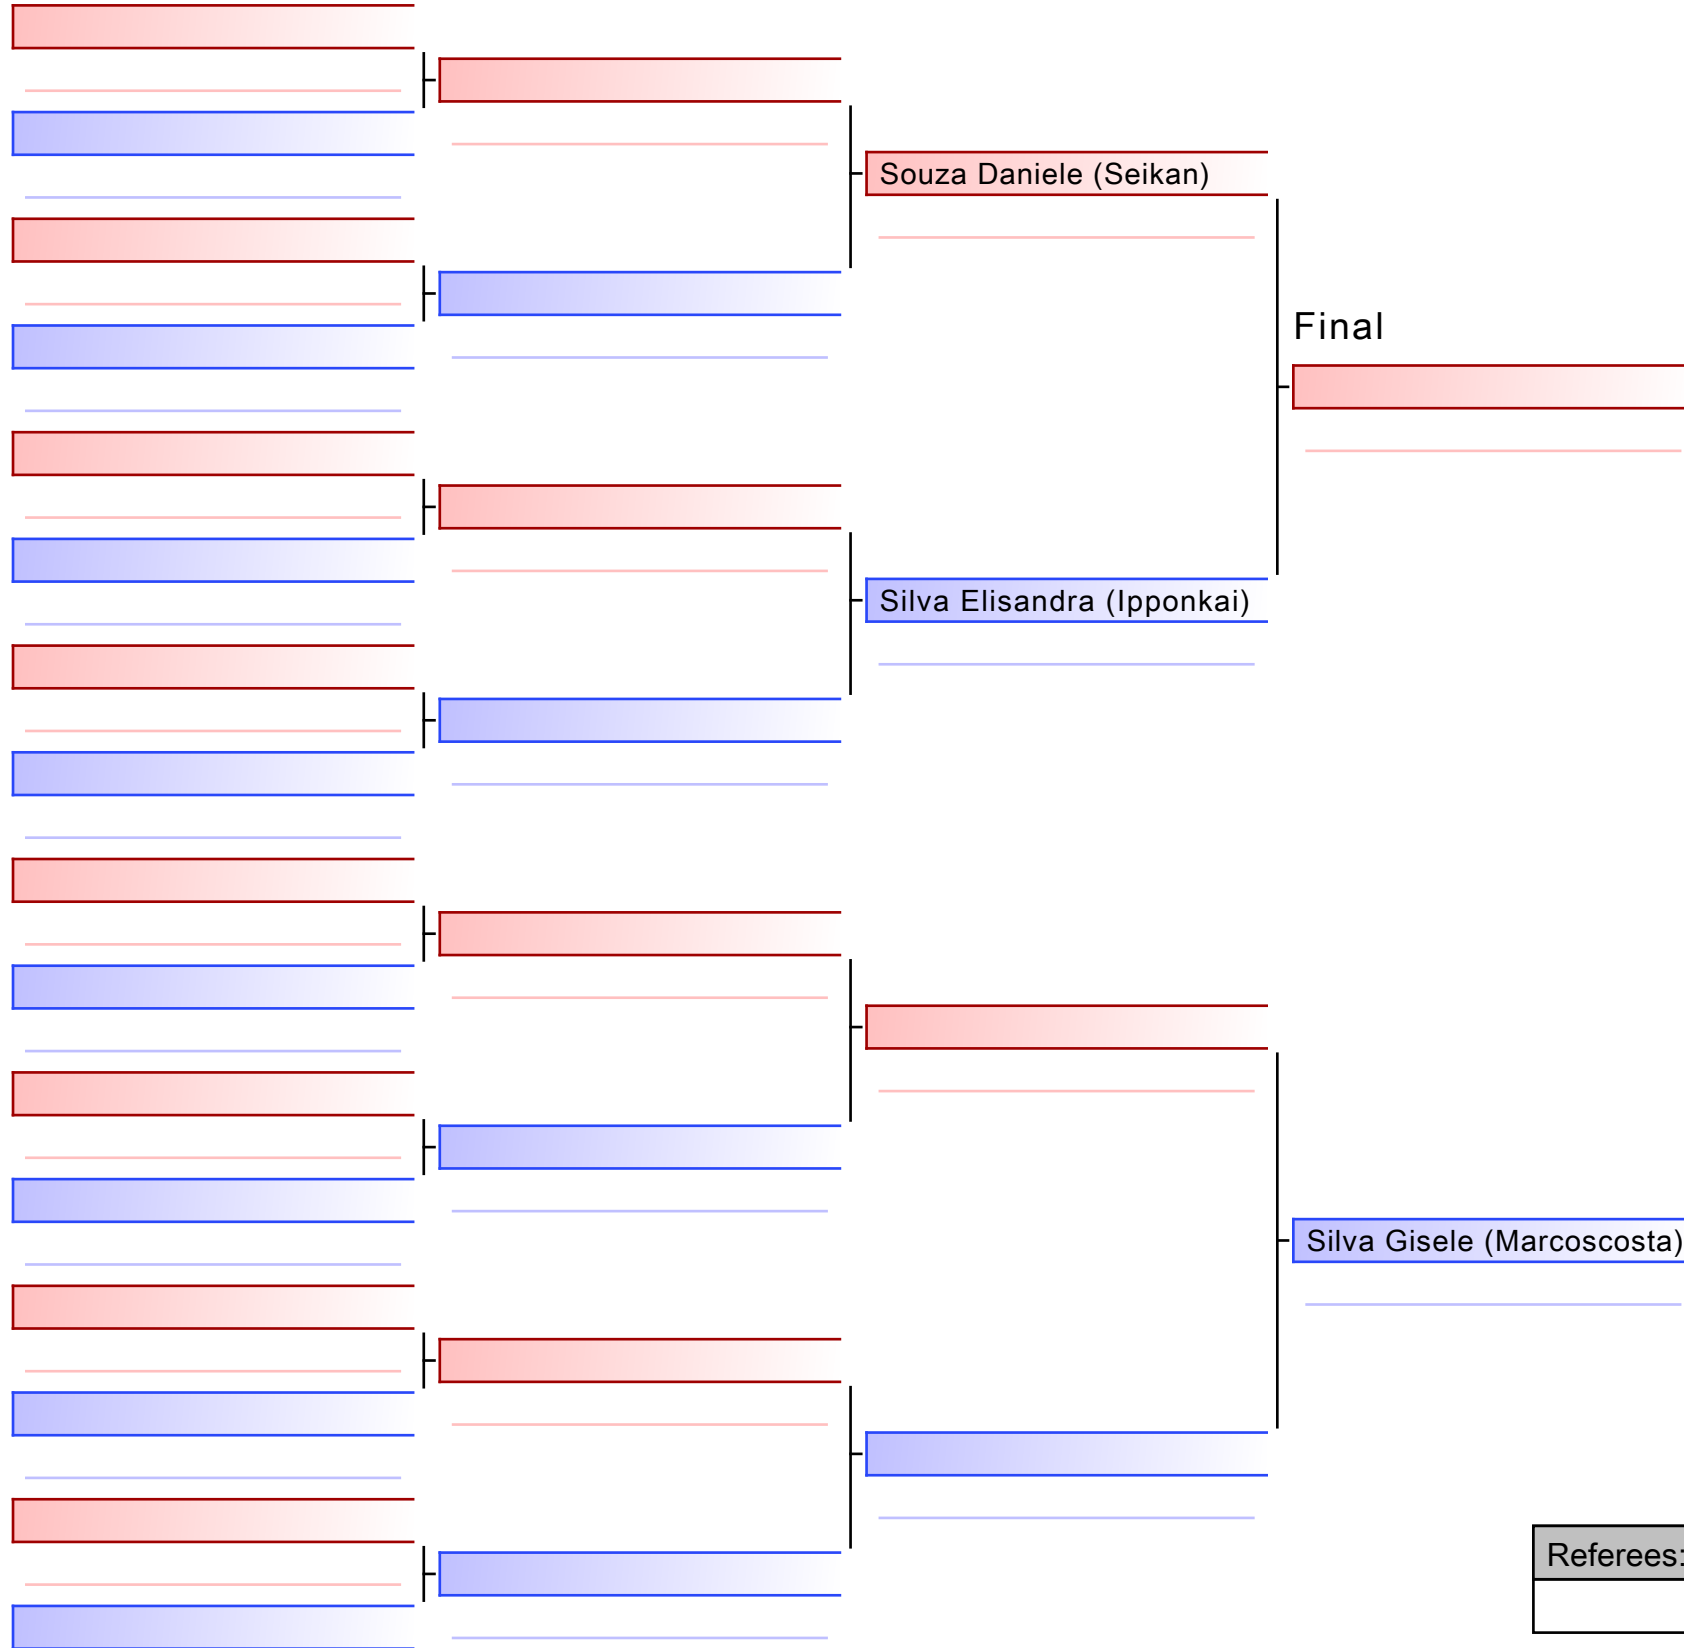 Souza Daniele (Seikan)
Final
Silva Elisandra (Ipponkai)
Silva Gisele (Marcoscosta)
Referees: